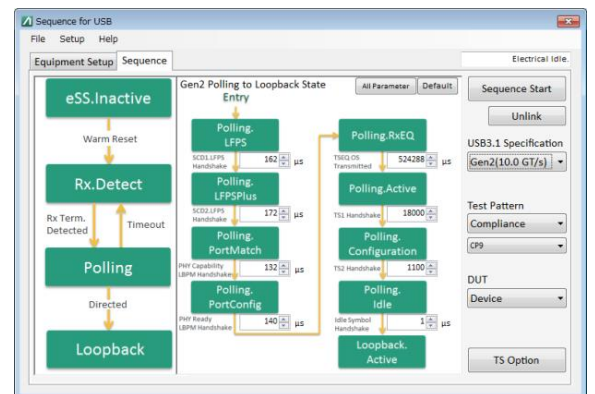 Sequence for USB
File Setup Help
Equipment Setup Sequence
Electrical Idle.
eSS.Inactive
Warm Reset
Rx.Detect
Rx Term.
Detected
Timeout
Polling
Directed
Loopback
Gen2 Polling to Loopback State
All Parameter Default
Entry
Polling.
LFPS
SCD1.LFPS
Handshake
162 µs
Polling.
LFPSPlus
SCD2.LFPS
Handshake
172 µs
Polling.
PortMatch
PHY Capability
LBPM Handshake
132 µs
Polling.
PortConfig
PHY Ready
LBPM Handshake
140 µs
Polling.RxEQ
TSEQ OS
Transmitted
524288 µs
Polling.Active
TS1 Handshake 18000
Polling.
Configuration
TS2 Handshake 1100
Polling.
Idle
Idle Symbol
Handshake
1 µs
Loopback.
Active
Sequence Start
Unlink
USB3.1 Specification
Gen2(10.0 GT/s)
Test Pattern
Compliance
CP9
DUT
Device
TS Option